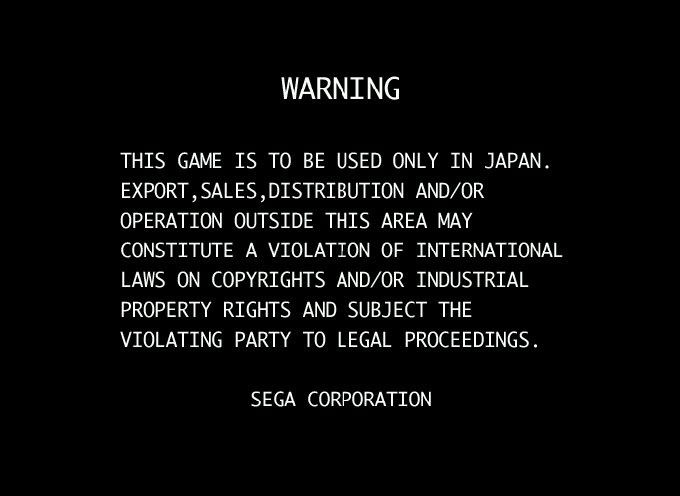 WARNING
THIS GAME IS TO BE USED ONLY IN JAPAN.
EXPORT,SALES,DISTRIBUTION AND/OR
OPERATION OUTSIDE THIS AREA MAY
CONSTITUTE A VIOLATION OF INTERNATIONAL
LAWS ON COPYRIGHTS AND/OR INDUSTRIAL
PROPERTY RIGHTS AND SUBJECT THE
VIOLATING PARTY TO LEGAL PROCEEDINGS.
SEGA CORPORATION